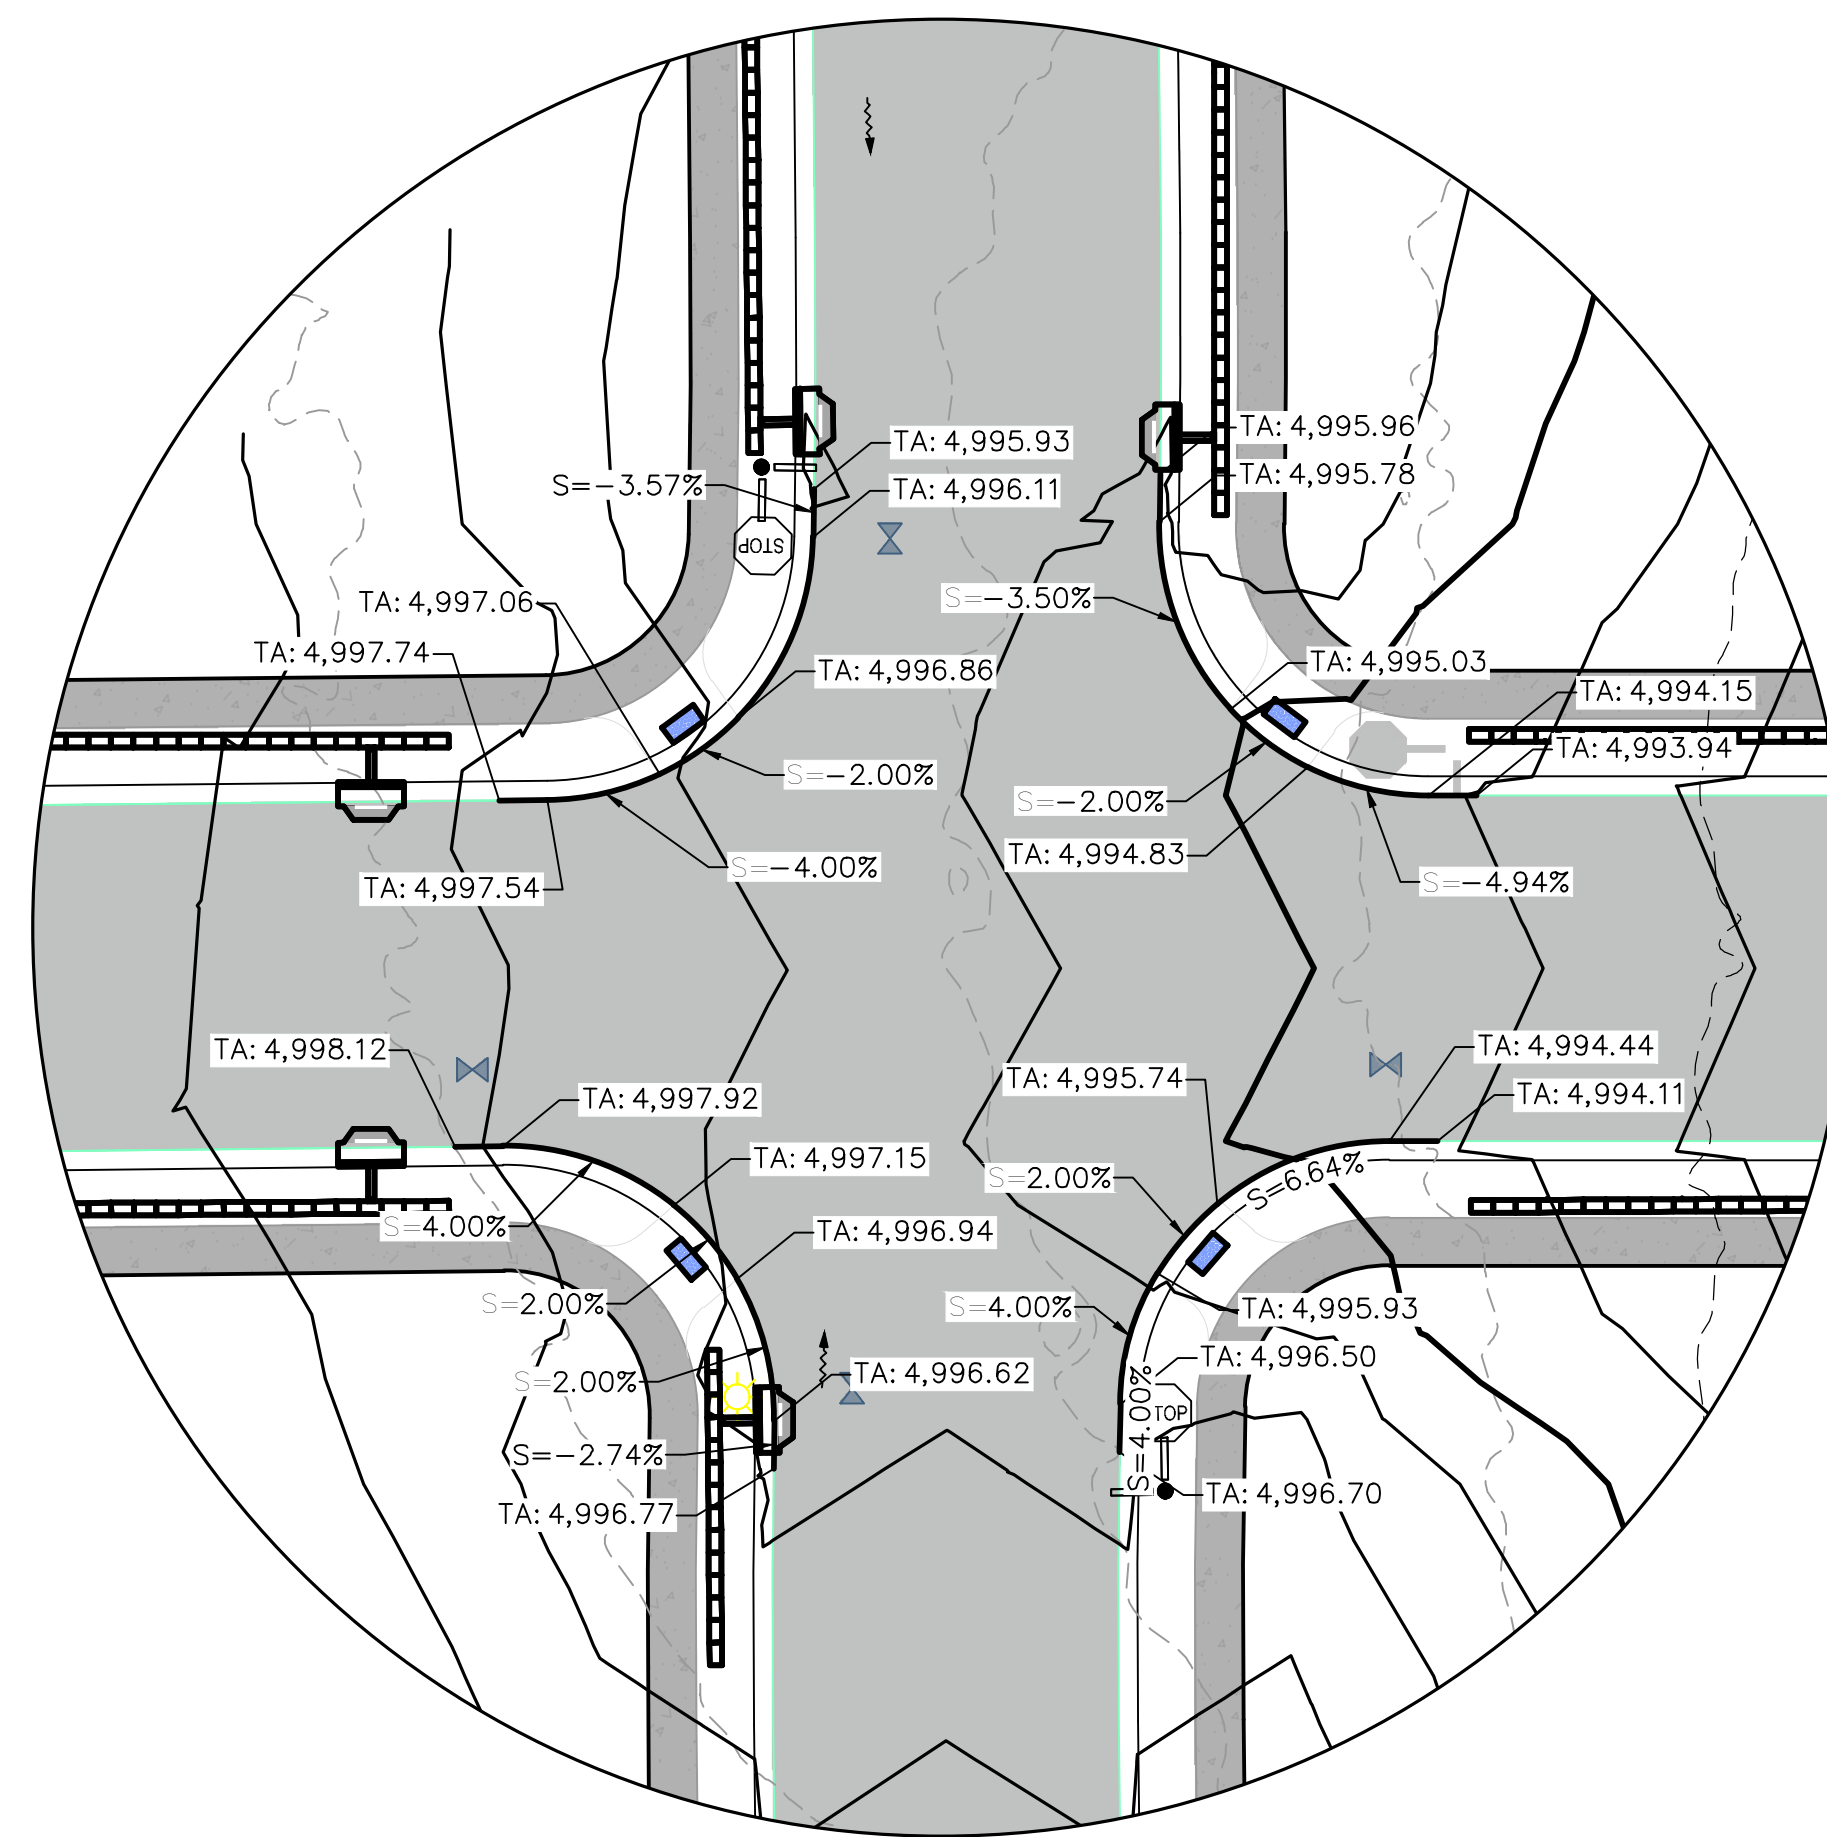 TA: 4,995.93
TA: 4,995.96
S=-3.57%
TA: 4,996.11
TA: 4,995.78
STOP
TA: 4,997.06
S=-3.50%
TA: 4,997.74
TA: 4,996.86
TA: 4,995.03
TA: 4,994.15
TA: 4,993.94
S=-2.00%
S=-2.00%
TA: 4,994.83
S=-4.00%
TA: 4,997.54
S=-4.94%
TA: 4,998.12
TA: 4,994.44
TA: 4,995.74
TA: 4,997.92
TA: 4,994.11
TA: 4,997.15
S=2.00%
S=6.64%
S=4.00%
TA: 4,996.94
S=2.00%
S=4.00%
TA: 4,995.93
TA: 4,996.50
S=2.00%
TA: 4,996.62
S=4.00%
TOP
S=-2.74%
TA: 4,996.77
TA: 4,996.70